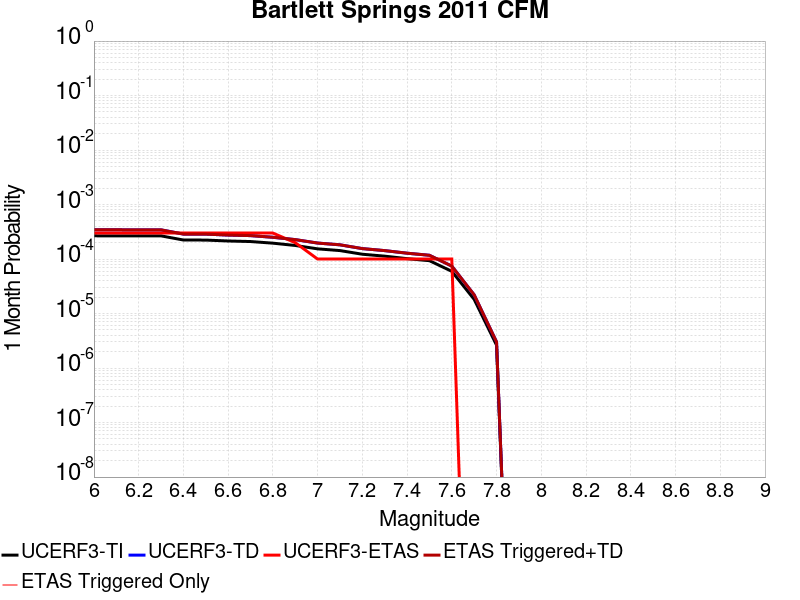 Bartlett Springs 2011 CFM
1 Month Probability
10^0
10^-1
10^-2
10^-3
10^-4
10^-5
10^-6
10^-7
10^-8
6 6.2 6.4 6.6 6.8 7 7.2 7.4 7.6 7.8 8 8.2 8.4 8.6 8.8 9
Magnitude
UCERF3-TI UCERF3-TD UCERF3-ETAS ETAS Triggered+TD
ETAS Triggered Only